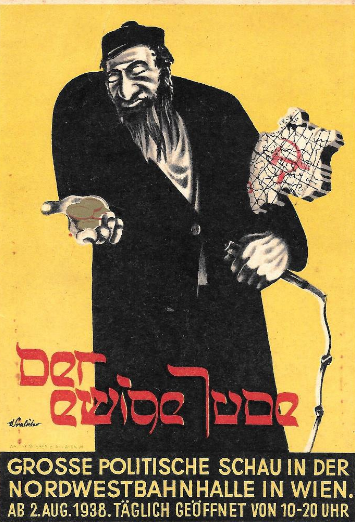 Der
ewige Jude
GROSSE POLITISCHE SCHAU IN DER
NORDWESTBAHNHALLE IN WIEN.
AB 2. AUG. 1938. TÄGLICH GEÖFFNET VON 10-20 UHR.